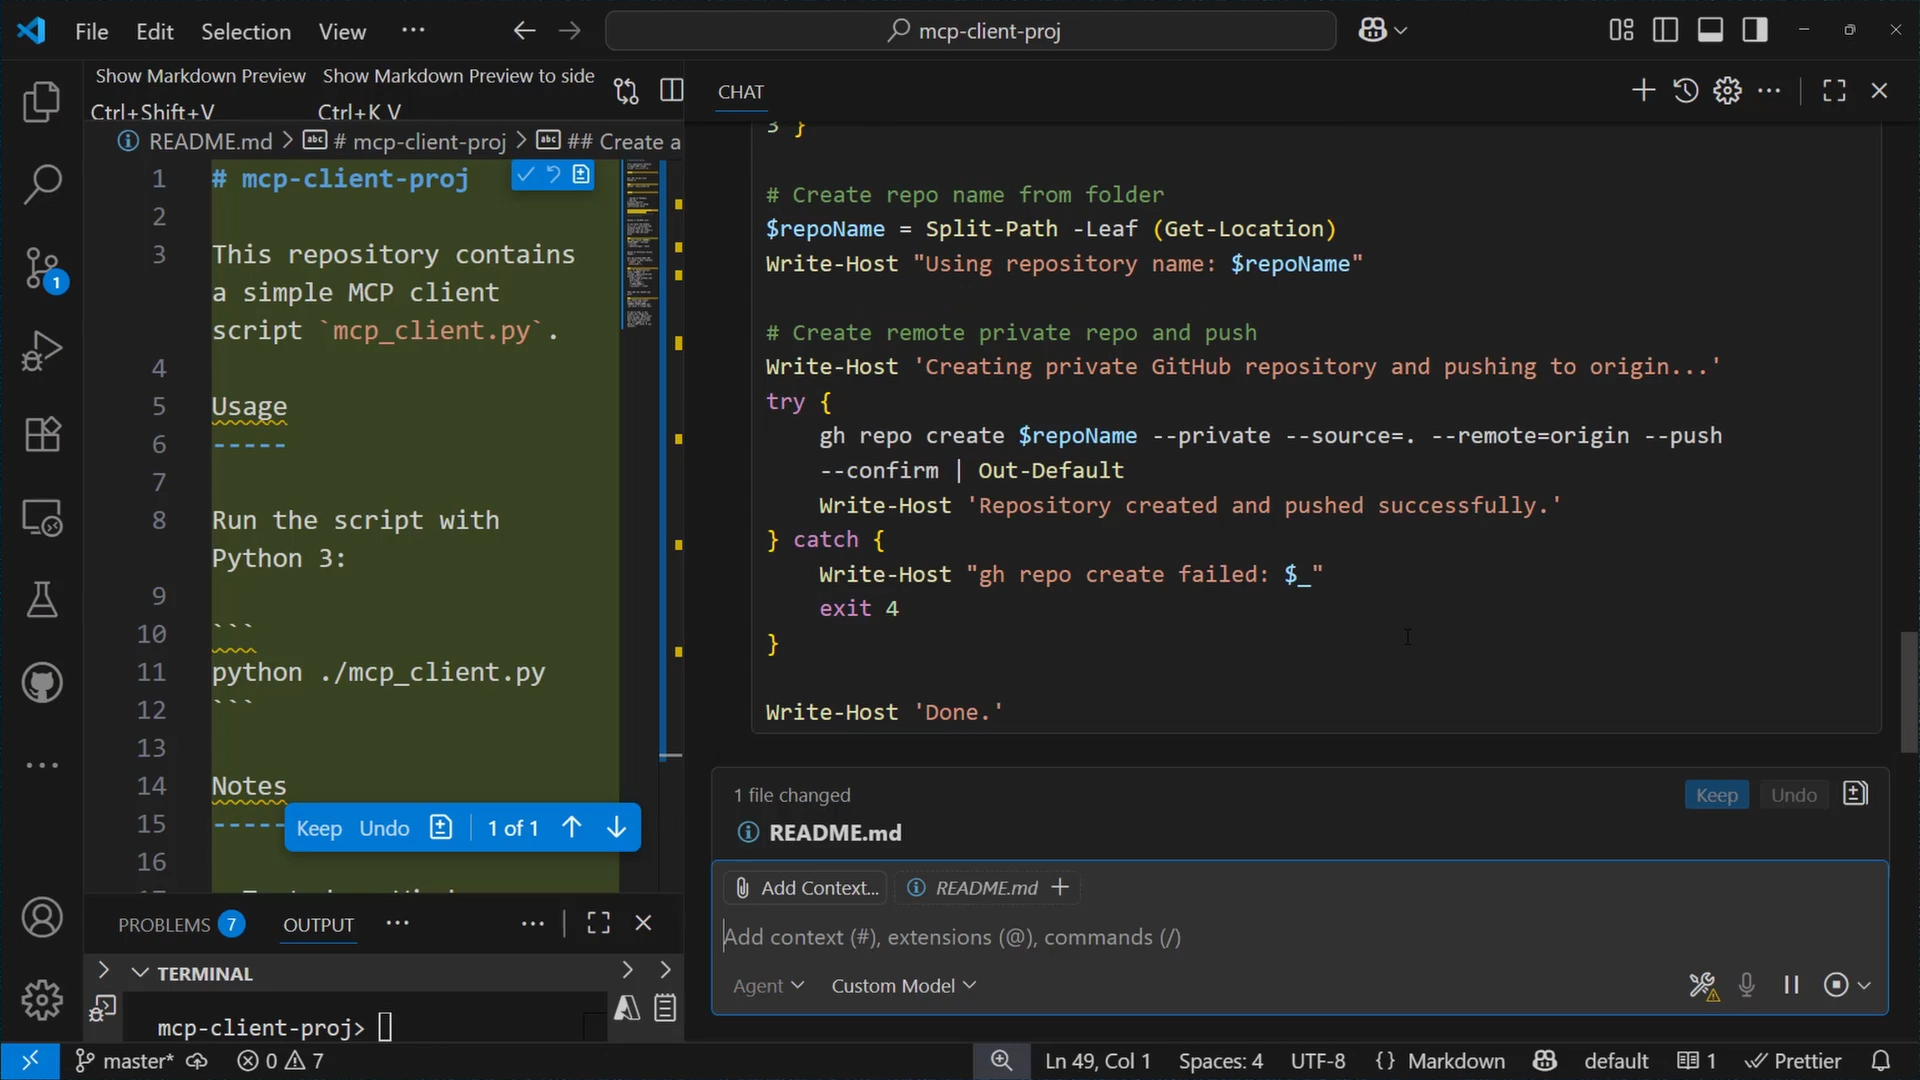 File Edit Selection View ··· mcp-client-proj
Show Markdown Preview Show Markdown Preview to side
Ctrl+Shift+V Ctrl+K V
README.md > # mcp-client-proj > ## Create a
1 # mcp-client-proj
2
3 This repository contains
a simple MCP client
script `mcp_client.py`.
4
5 Usage
6 -----
7
8 Run the script with
Python 3:
9
10 ```
11 python ./mcp_client.py
12 ```
13
14 Notes
15 -----
16
Keep Undo 1 of 1
PROBLEMS 7 OUTPUT ··· ···
TERMINAL
mcp-client-proj>
CHAT
3 }
# Create repo name from folder
$repoName = Split-Path -Leaf (Get-Location)
Write-Host "Using repository name: $repoName"
# Create remote private repo and push
Write-Host 'Creating private GitHub repository and pushing to origin...'
try {
gh repo create $repoName --private --source=. --remote=origin --push
--confirm | Out-Default
Write-Host 'Repository created and pushed successfully.'
} catch {
Write-Host "gh repo create failed: $_"
exit 4
}
Write-Host 'Done.'
1 file changed Keep Undo
README.md
Add Context... README.md +
Add context (#), extensions (@), commands (/)
Agent Custom Model
1
master* 0 7 Ln 49, Col 1 Spaces: 4 UTF-8 {} Markdown default 1 Prettier